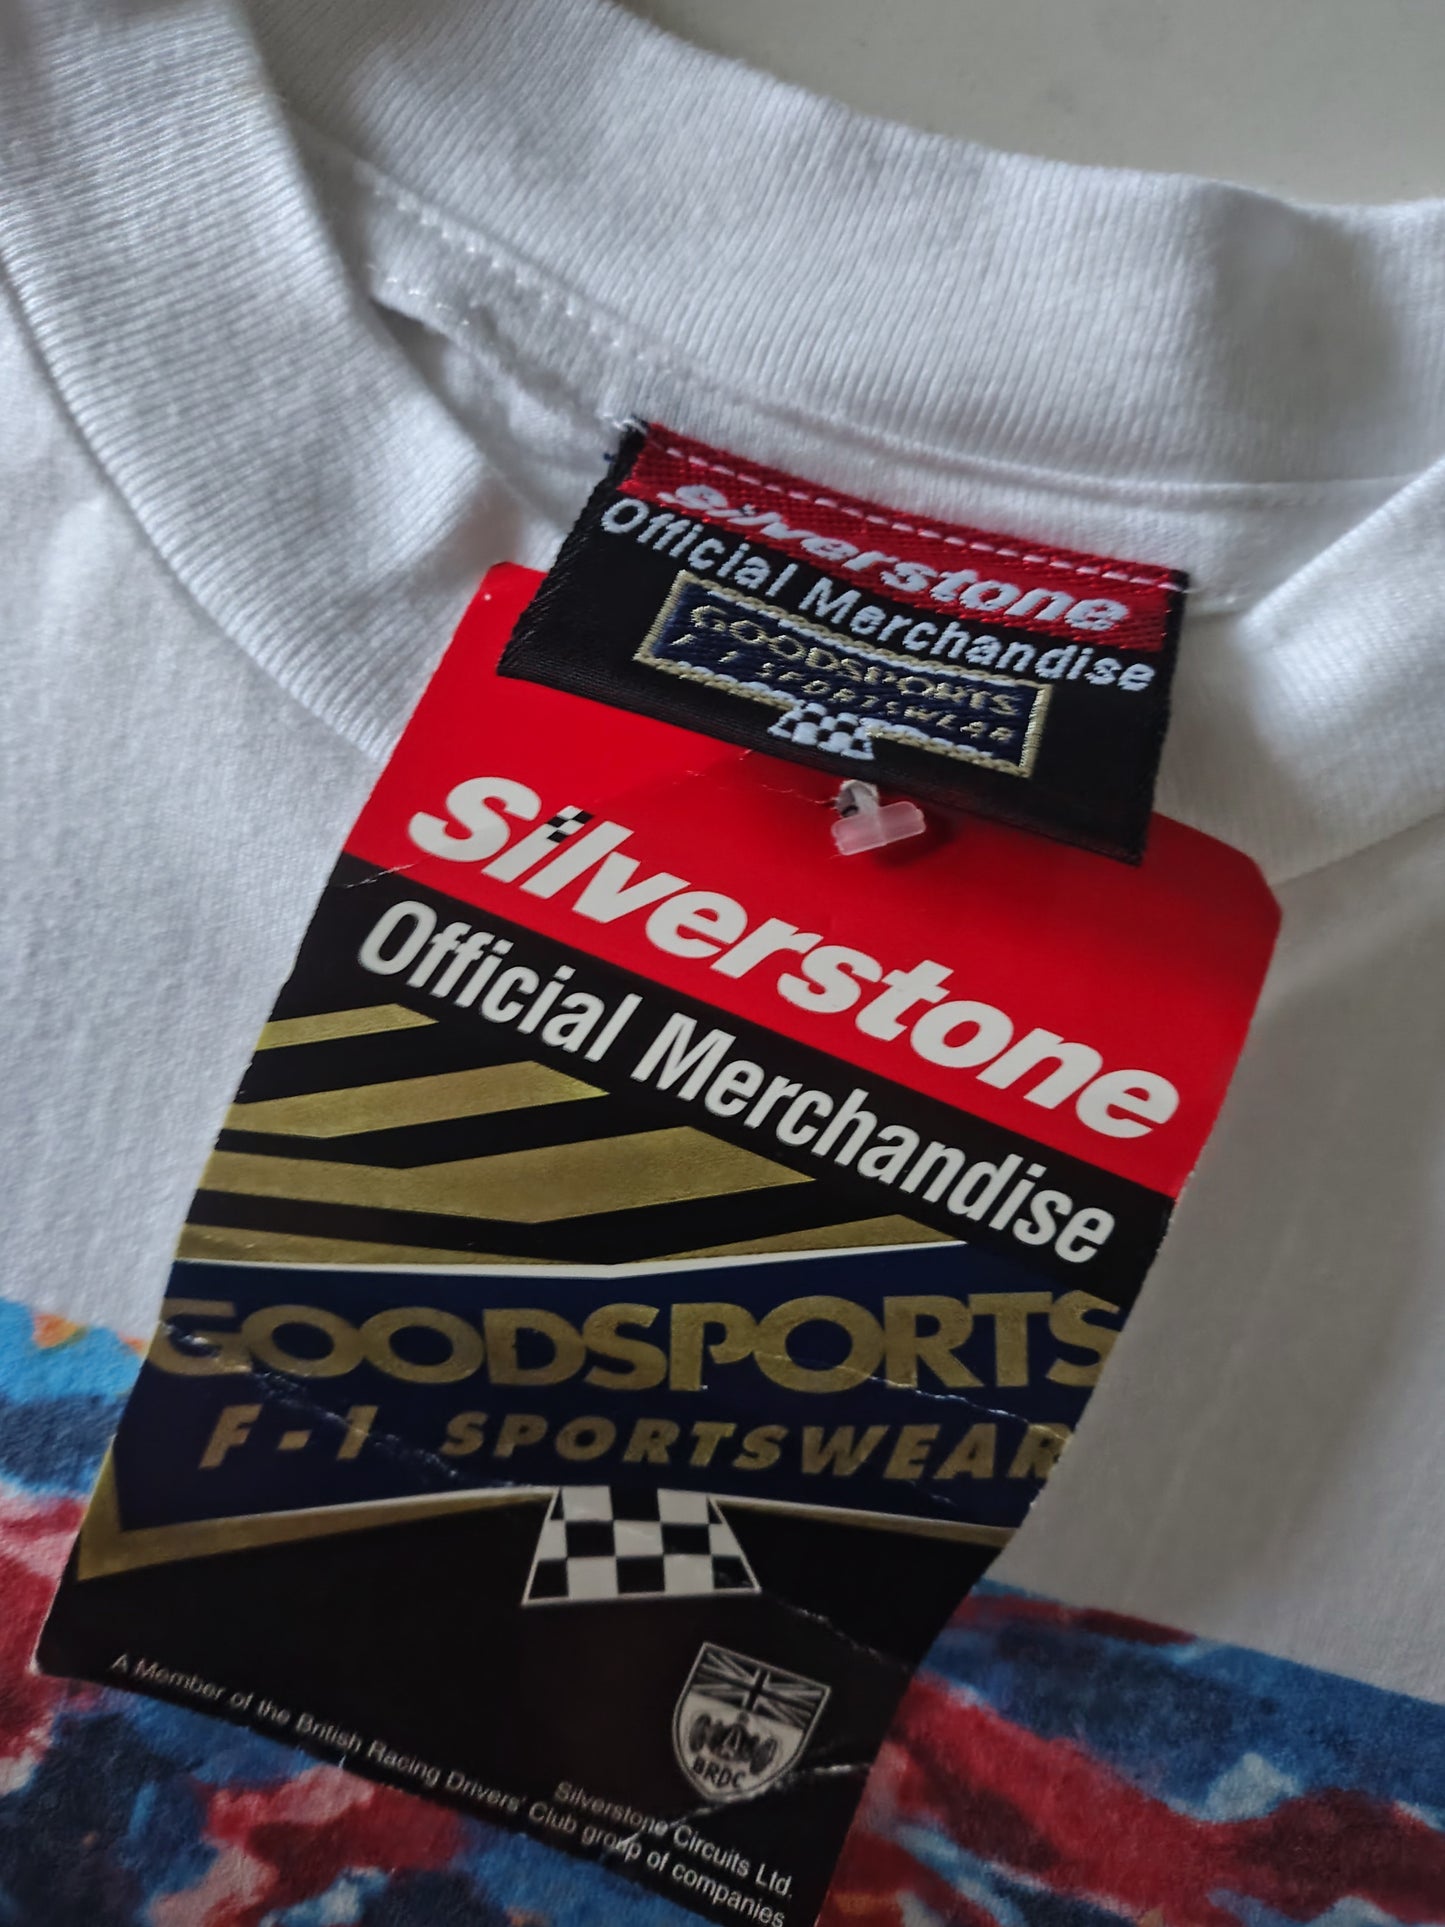 silverstone
Official Merchandise
GOODSPORTS
F-1 SPORTSWEAR
silverstone
Official Merchandise
GOODSPORTS
F-1 SPORTSWEAR
BRDC
Silverstone Circuits Ltd.
A Member of the British Racing Drivers' Club group of companies